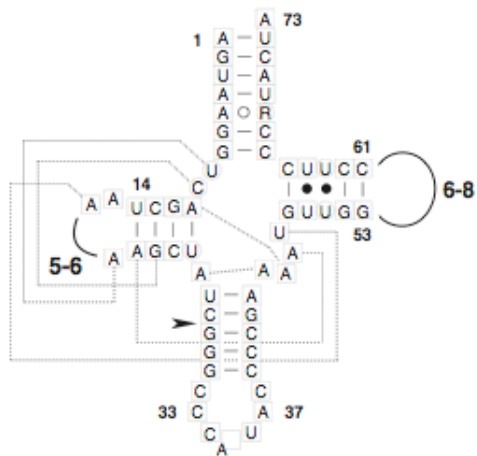 A 73
1 A U
G C
U A
A U
A R
G C
G C
61
U C U U C C
14 C
6-8
A A U C G A G U U G G
53
U
A A G C U A
5-6
A A A
U A
C G
G C
G C
G C
C C
33 C A 37
C U
A